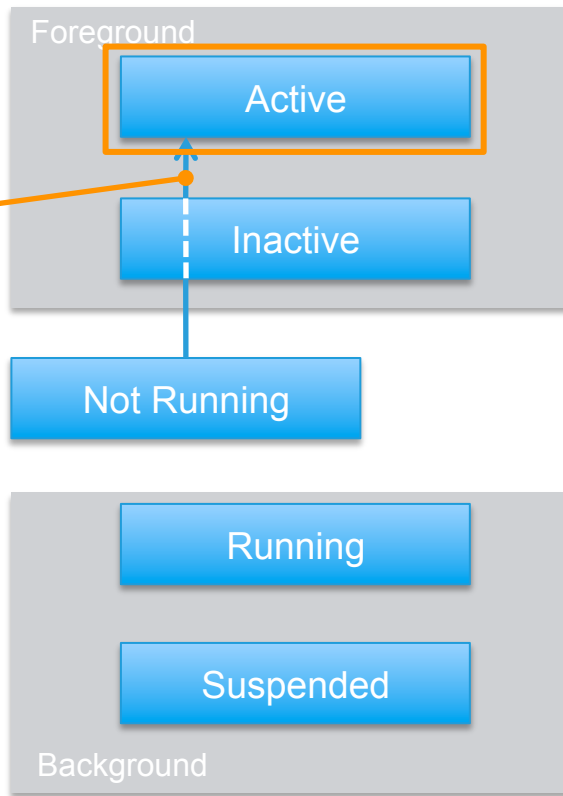 Foreground
Active
Inactive
Not Running
Running
Suspended
Background